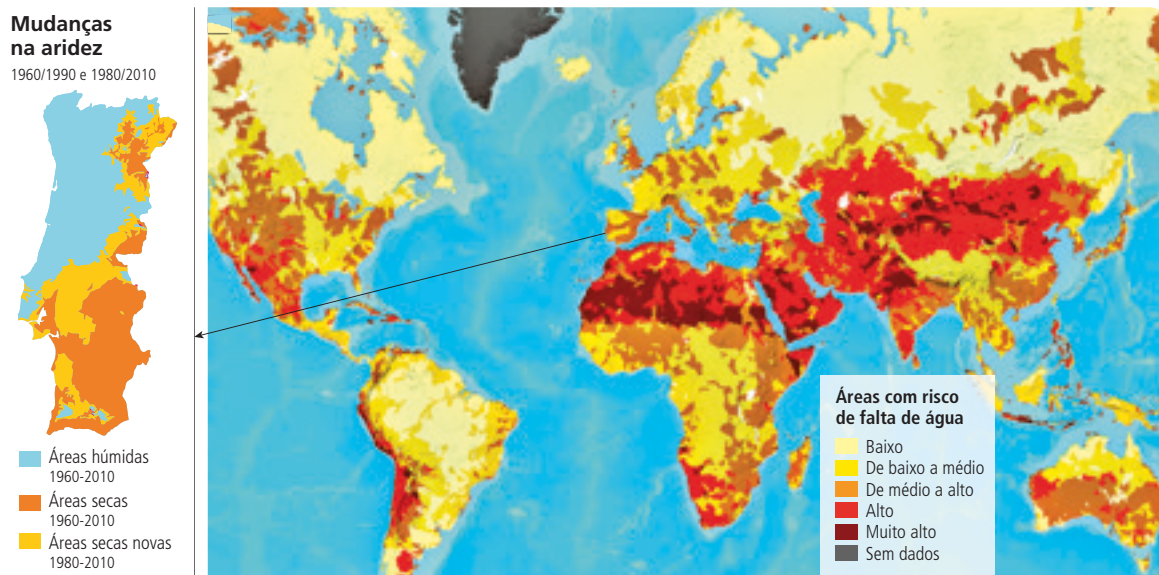 Mudanças
na aridez
1960/1990 e 1980/2010
Áreas húmidas
1960-2010
Áreas secas
1960-2010
Áreas secas novas
1980-2010
Áreas com risco
de falta de água
Baixo
De baixo a médio
De médio a alto
Alto
Muito alto
Sem dados